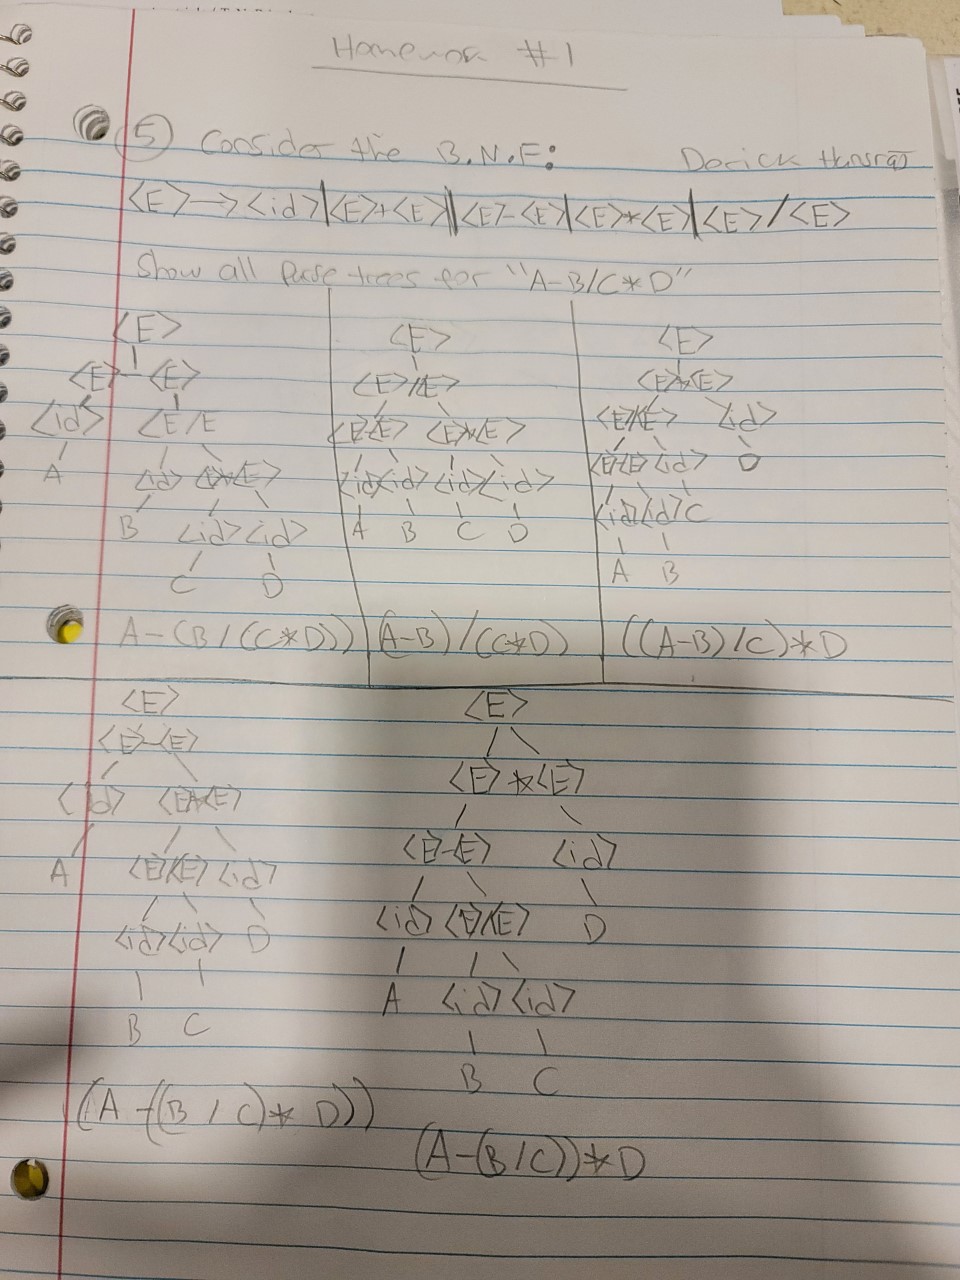 Homework #1
5 Consider the B.N.F: Derick
<E> → <id>|<E>+<E>|<E>-<E>|<E>*<E>|<E>/<E>
Show all parse trees for "A-B/C*D"
<E>
<E>-<E>
<id> <E/E
A <id> <E>*<E>
B <id> <id>
C D
A-(B/((C*D))
<E>
<E>/<E>
<E>-<E> <E>*<E>
<id><id> <id><id>
A B C D
(A-B)/(C*D)
<E>
<E>*<E>
<E>/<E> <id>
<E>-<E> <id> D
<id><id> C
A B
((A-B)/C)*D
<E>
<E>-<E>
<id> <E>*<E>
A <E>/<E> <id>
<id><id> D
B C
(A-((B/C)*D))
<E>
<E>*<E>
<E>-<E> <id>
<id> <E>/<E> D
A <id><id>
B C
(A-(B/C))*D